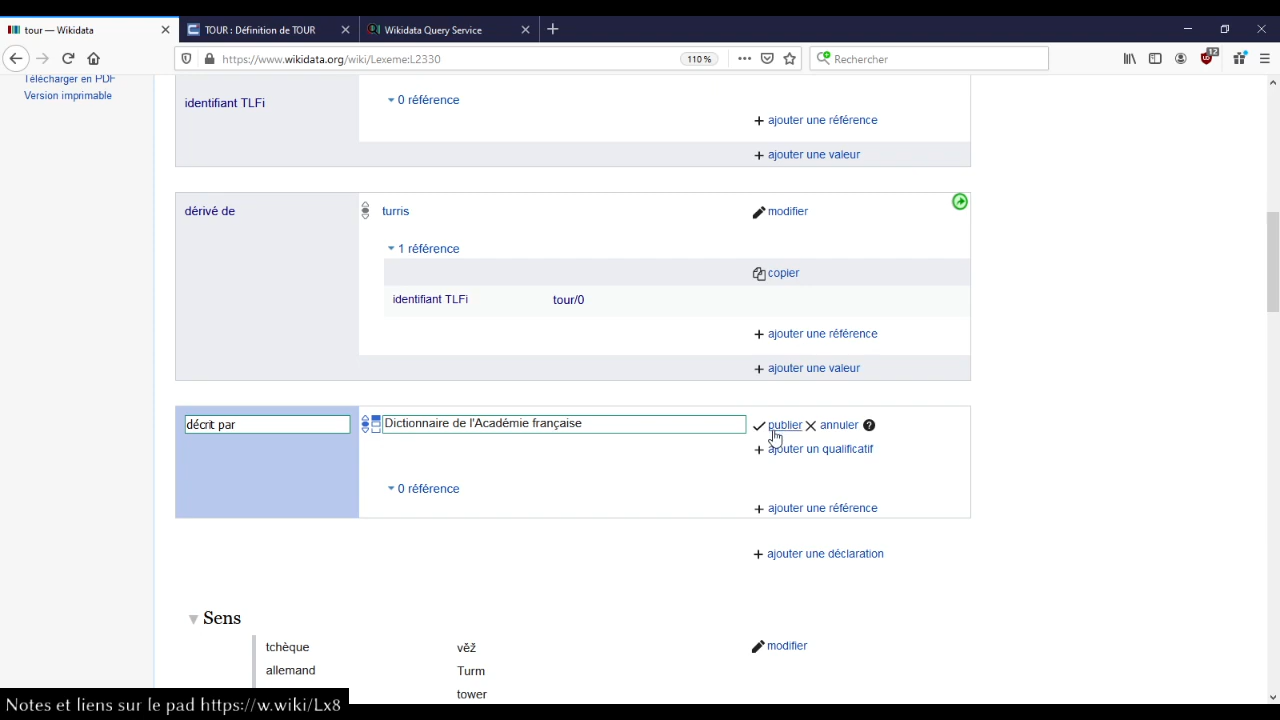 tour — Wikidata
TOUR : Définition de TOUR
Wikidata Query Service
https://www.wikidata.org/wiki/Lexeme:L2330
110 %
Rechercher
12
Télécharger en PDF
Version imprimable
identifiant TLFi
0 référence
+ ajouter une référence
+ ajouter une valeur
dérivé de
turris
modifier
1 référence
copier
identifiant TLFi
tour/0
+ ajouter une référence
+ ajouter une valeur
décrit par
Dictionnaire de l'Académie française
publier
annuler
?
+ ajouter un qualificatif
0 référence
+ ajouter une référence
+ ajouter une déclaration
Sens
tchèque
věž
modifier
allemand
Turm
tower
Notes et liens sur le pad https://w.wiki/Lx8